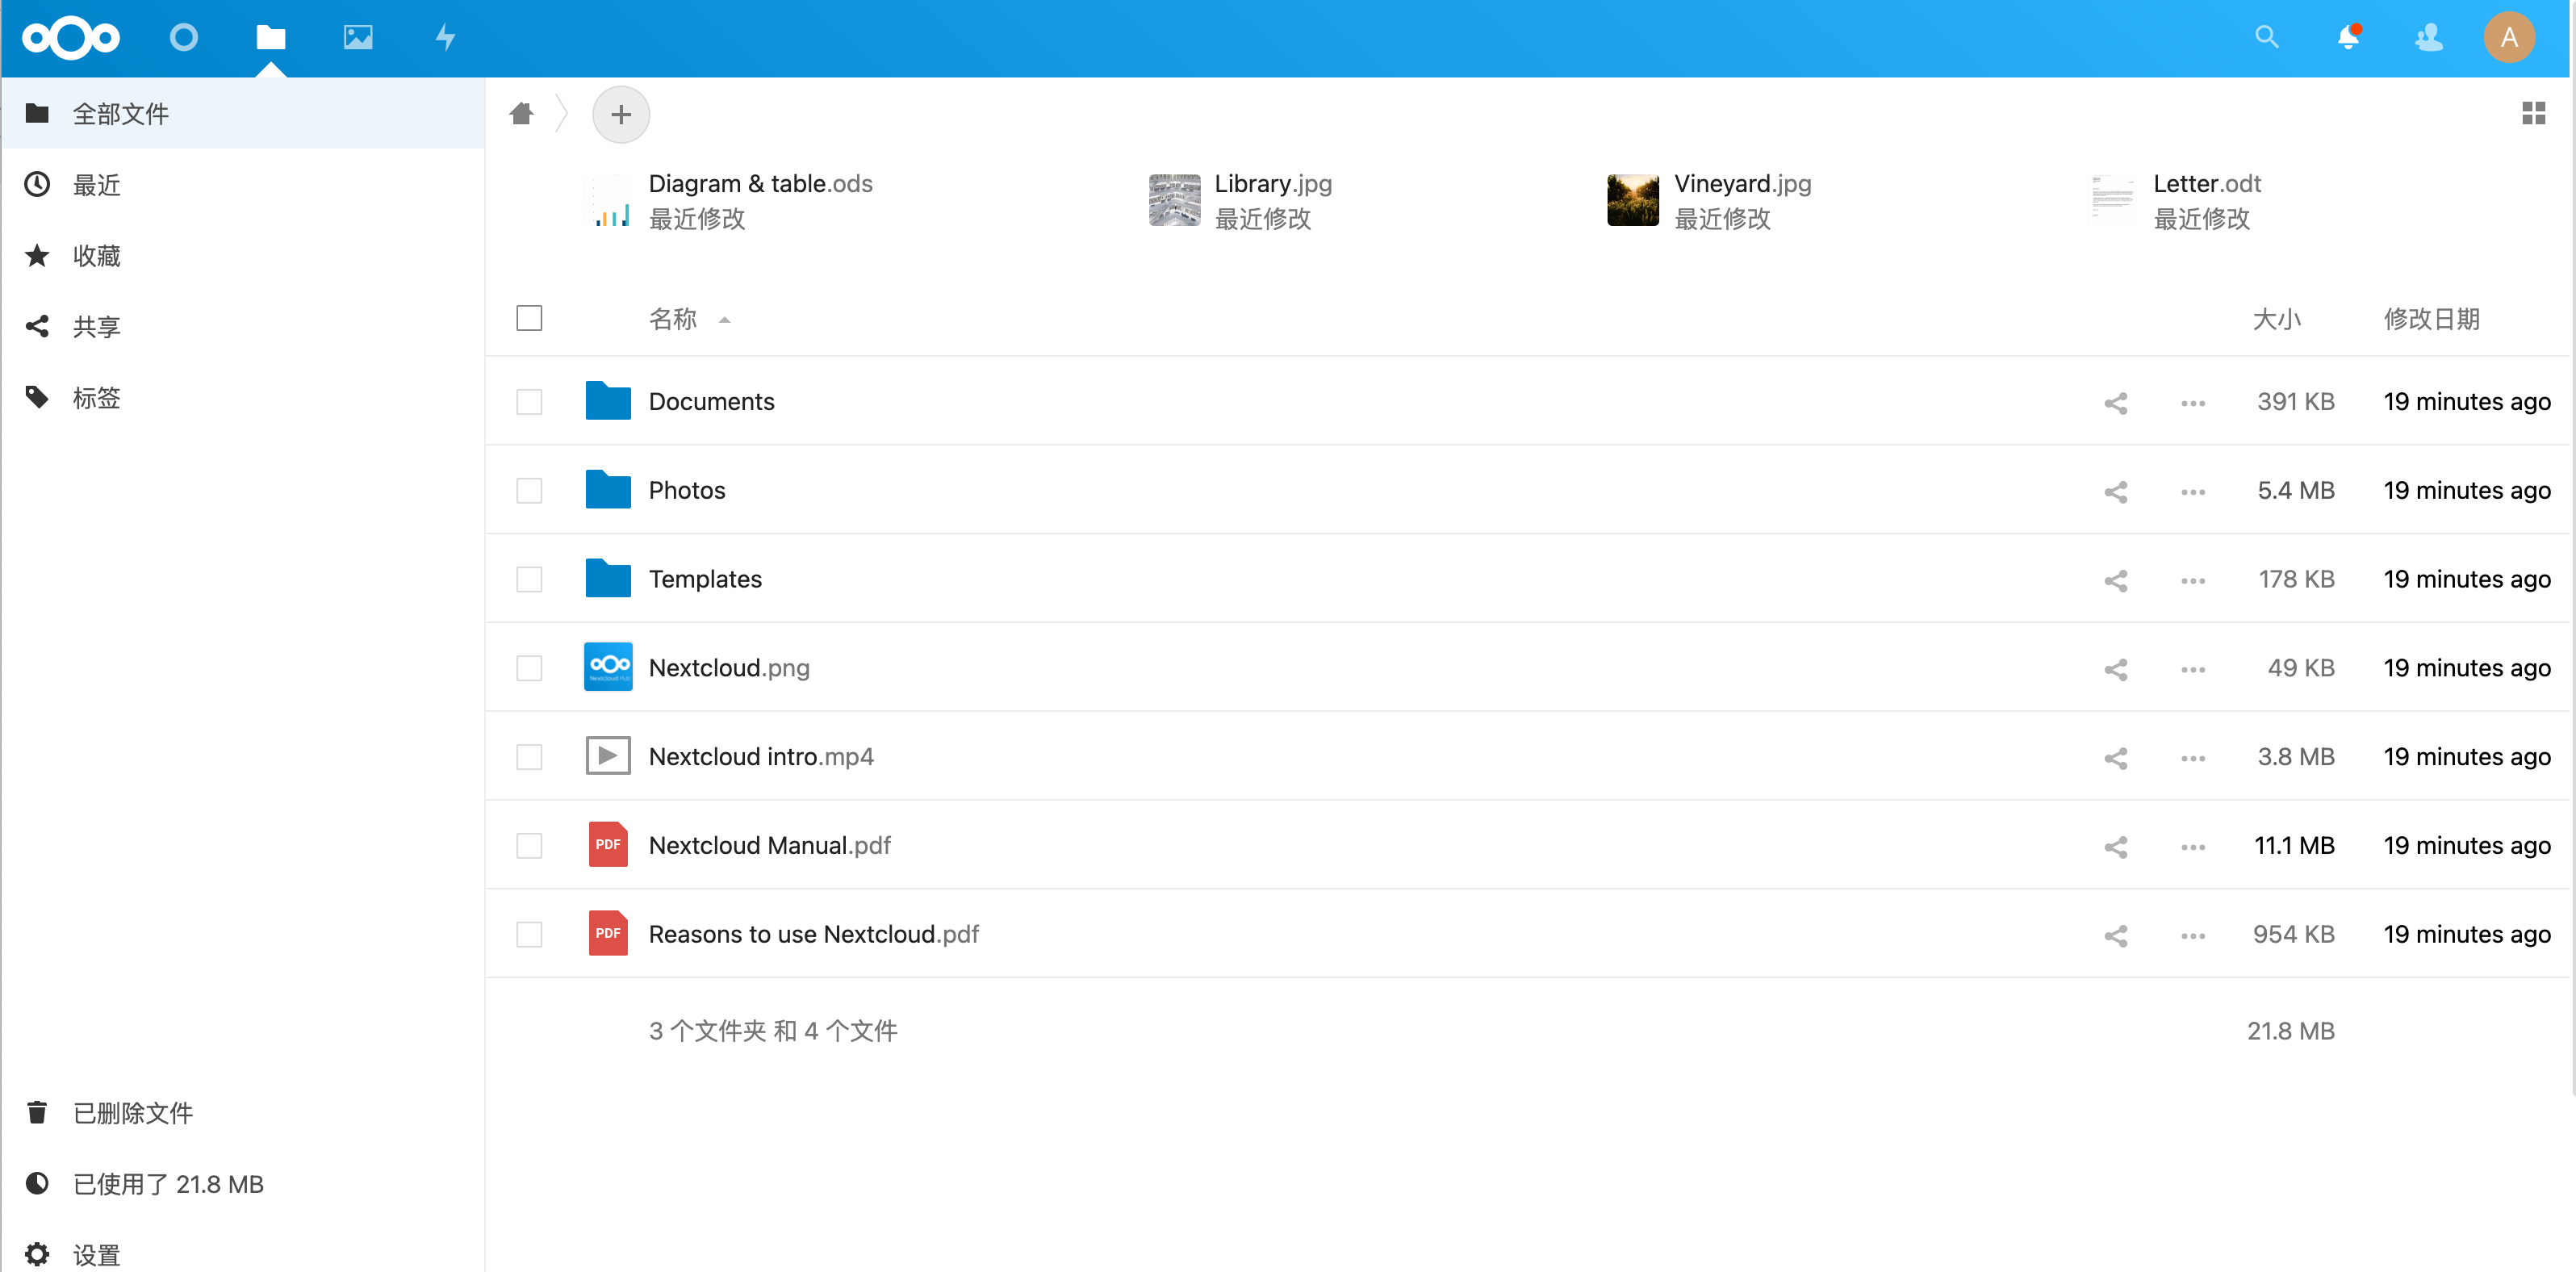 A
全部文件
最近
收藏
共享
标签
已删除文件
已使用了 21.8 MB
设置
Diagram & table.ods
最近修改
Library.jpg
最近修改
Vineyard.jpg
最近修改
Letter.odt
最近修改
名称 大小 修改日期
Documents 391 KB 19 minutes ago
Photos 5.4 MB 19 minutes ago
Templates 178 KB 19 minutes ago
Nextcloud Hub
Nextcloud.png 49 KB 19 minutes ago
Nextcloud intro.mp4 3.8 MB 19 minutes ago
PDF Nextcloud Manual.pdf 11.1 MB 19 minutes ago
PDF Reasons to use Nextcloud.pdf 954 KB 19 minutes ago
3 个文件夹 和 4 个文件 21.8 MB